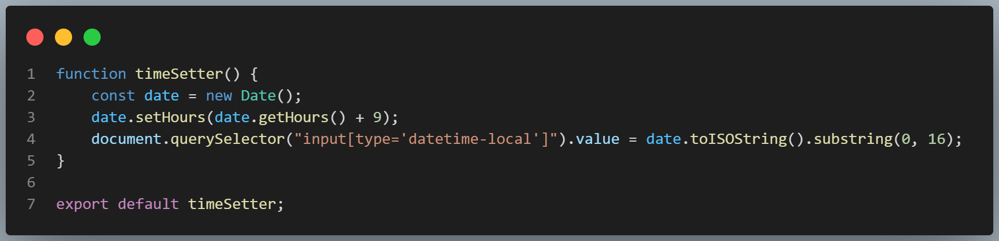 1 function timeSetter() {
2     const date = new Date();
3     date.setHours(date.getHours() + 9);
4     document.querySelector("input[type='datetime-local']").value = date.toISOString().substring(0, 16);
5 }
6
7 export default timeSetter;